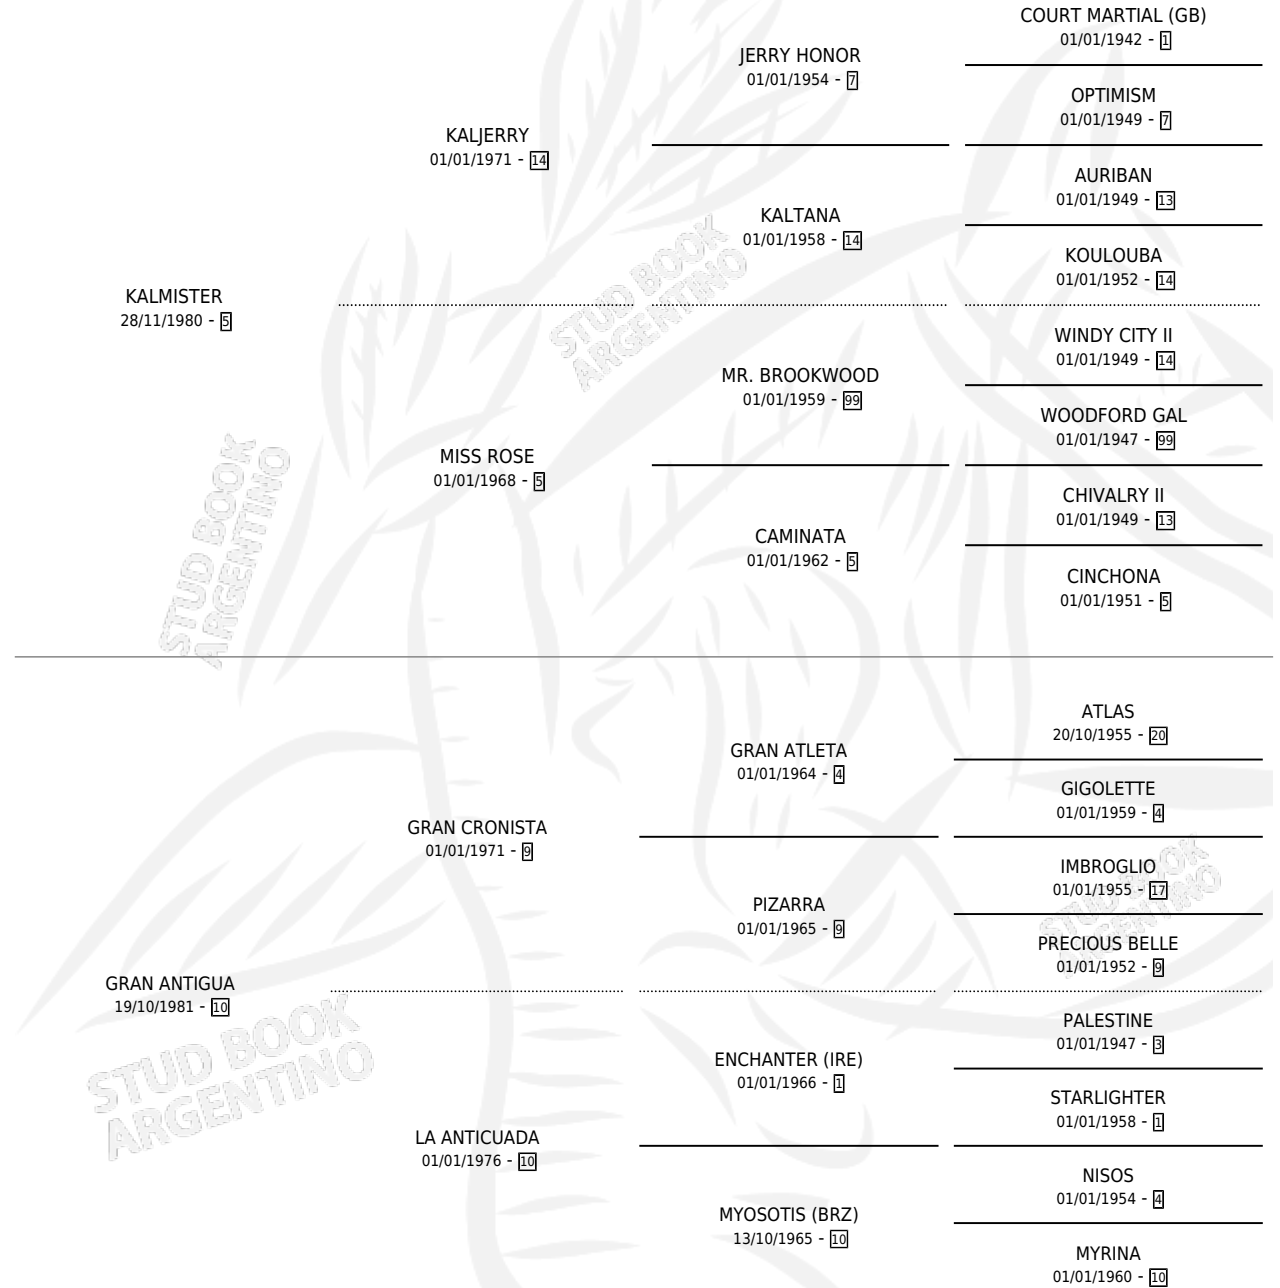 COURT MARTIAL (GB)
01/01/1942 - 1
JERRY HONOR
01/01/1954 - 7
OPTIMISM
01/01/1949 - 7
KALJERRY
01/01/1971 - 14
AURIBAN
01/01/1949 - 13
KALTANA
01/01/1958 - 14
KOULOUBA
01/01/1952 - 14
KALMISTER
28/11/1980 - 5
WINDY CITY II
01/01/1949 - 14
MR. BROOKWOOD
01/01/1959 - 99
WOODFORD GAL
01/01/1947 - 99
MISS ROSE
01/01/1968 - 5
CHIVALRY II
01/01/1949 - 13
CAMINATA
01/01/1962 - 5
CINCHONA
01/01/1951 - 5
ATLAS
20/10/1955 - 20
GRAN ATLETA
01/01/1964 - 4
GIGOLETTE
01/01/1959 - 4
GRAN CRONISTA
01/01/1971 - 9
IMBROGLIO
01/01/1955 - 17
PIZARRA
01/01/1965 - 9
PRECIOUS BELLE
01/01/1952 - 9
GRAN ANTIGUA
19/10/1981 - 10
PALESTINE
01/01/1947 - 3
ENCHANTER (IRE)
01/01/1966 - 1
STARLIGHTER
01/01/1958 - 1
LA ANTICUADA
01/01/1976 - 10
NISOS
01/01/1954 - 4
MYOSOTIS (BRZ)
13/10/1965 - 10
MYRINA
01/01/1960 - 10
STUD BOOK
ARGENTINO
STUD BOOK
ARGENTINO
STUD BOOK
ARGENTINO
STUD BOOK
ARGENTINO